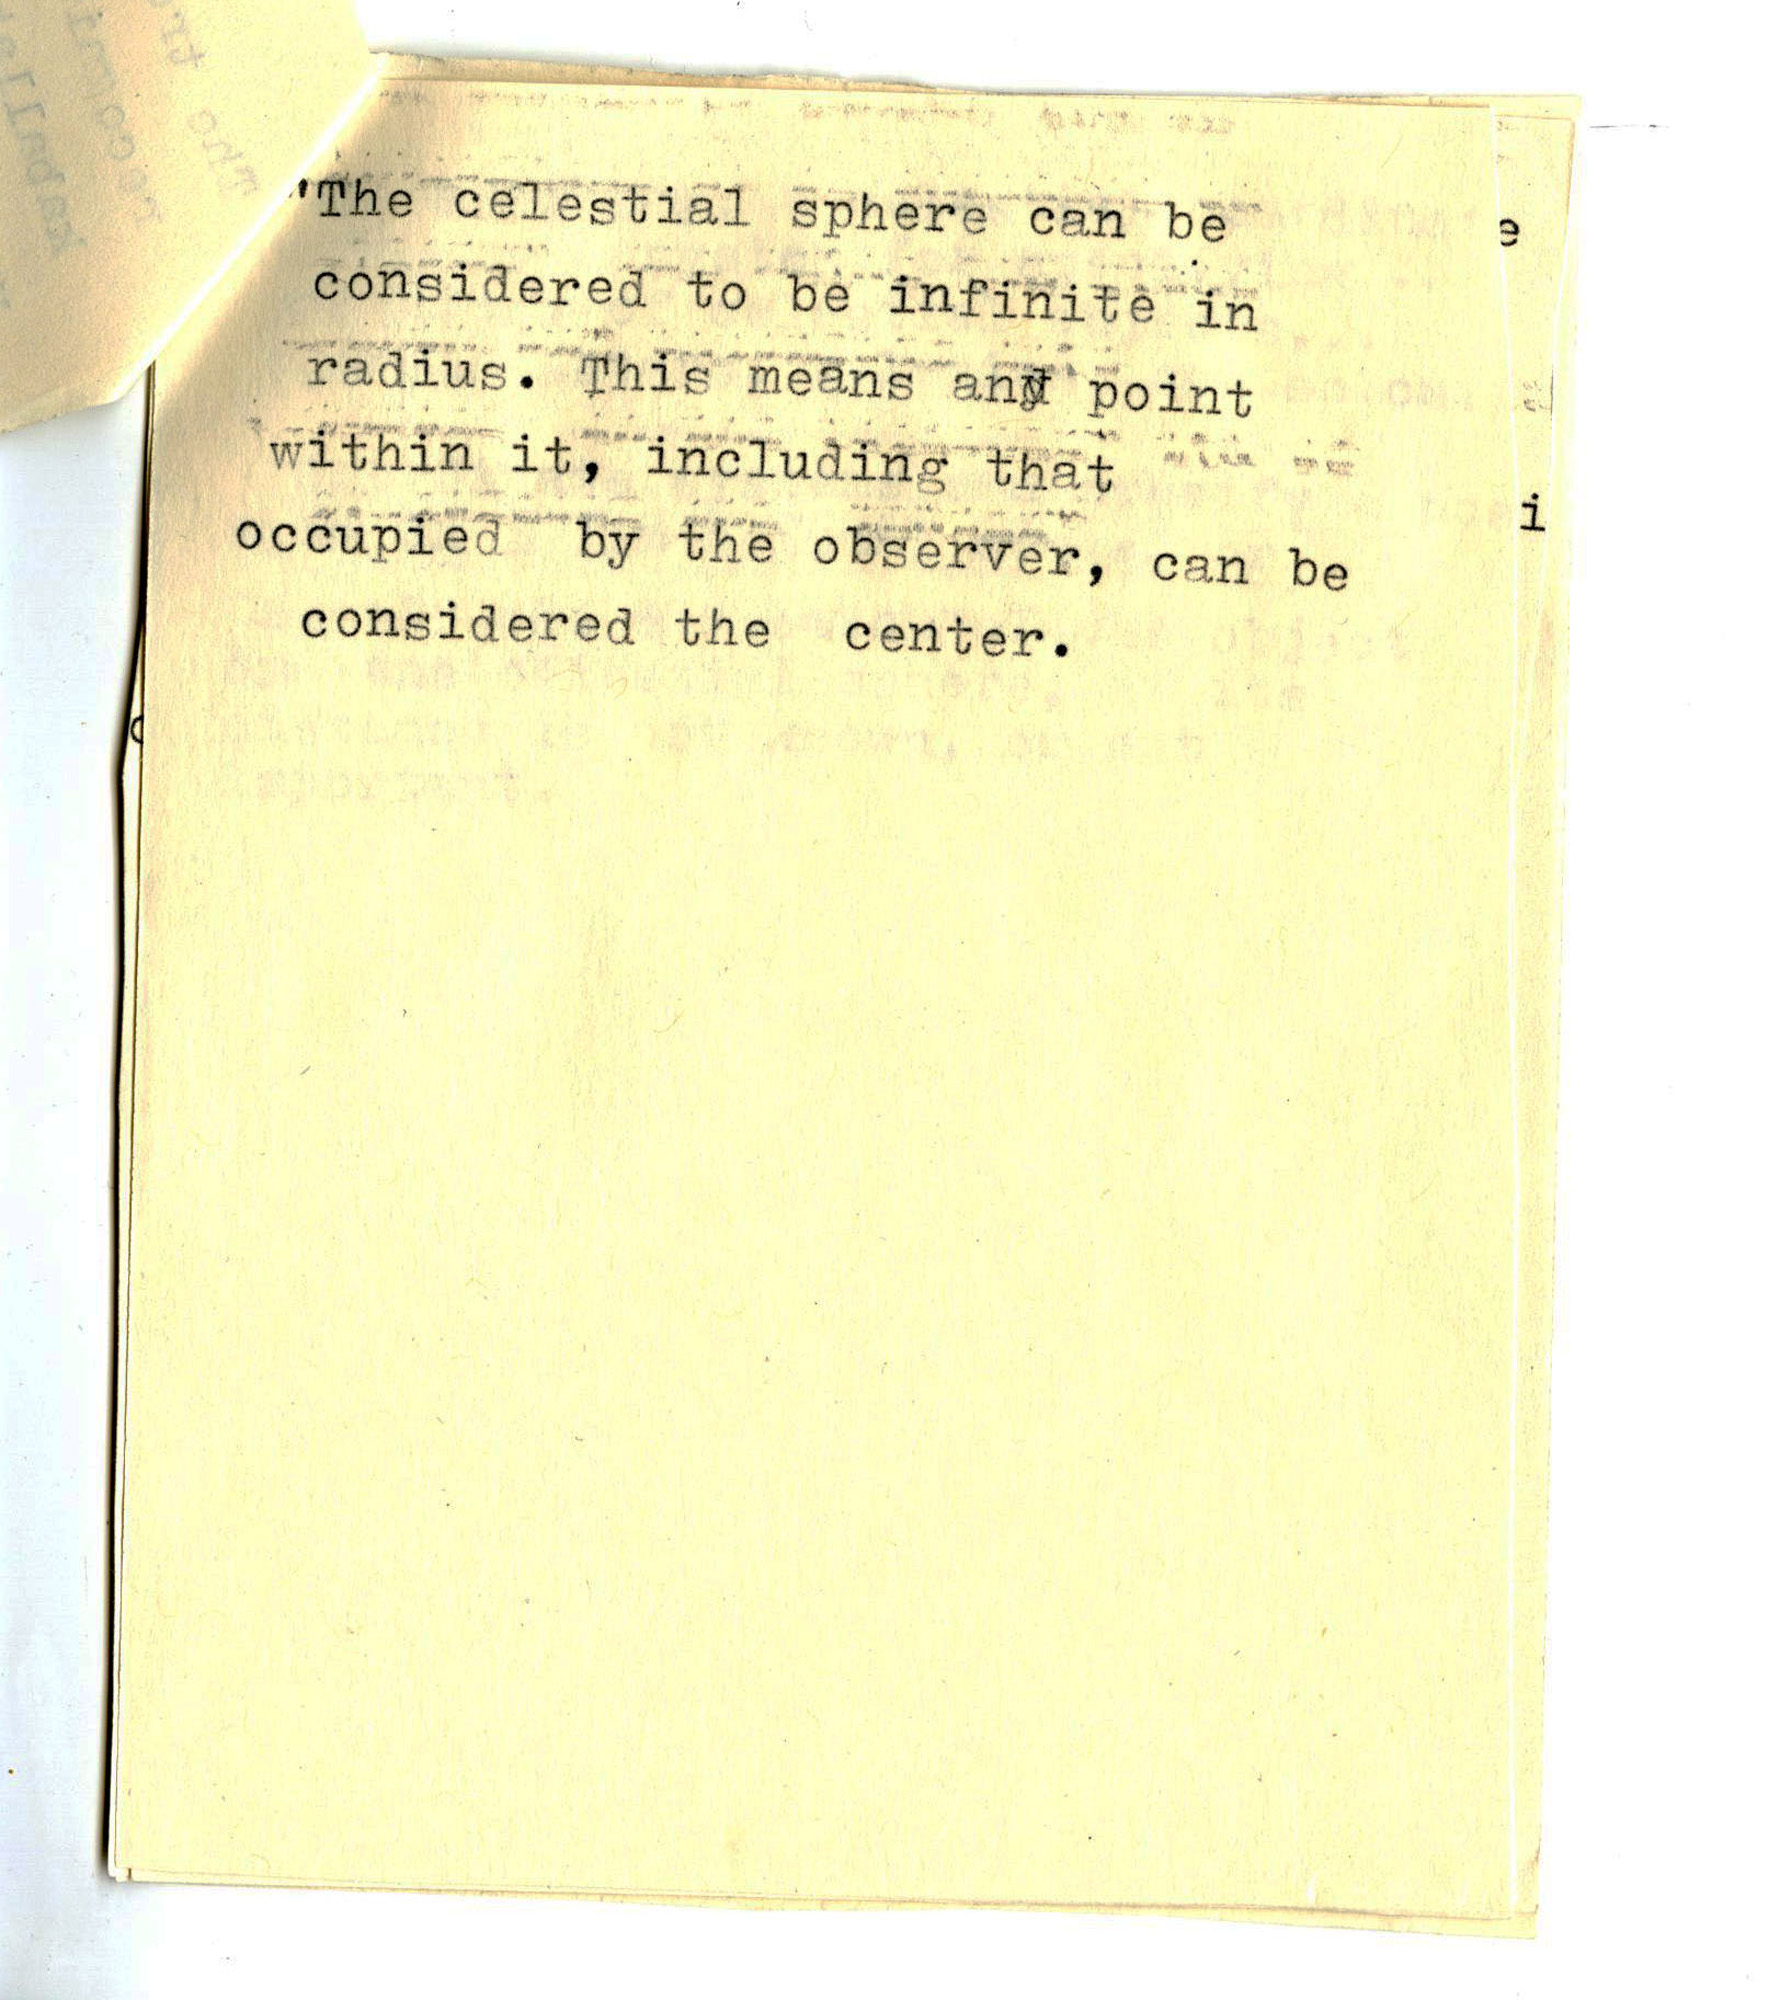 "The celestial sphere can be
considered to be infinite in
radius. This means any point
within it, including that
occupied by the observer, can be
considered the center.
e
i